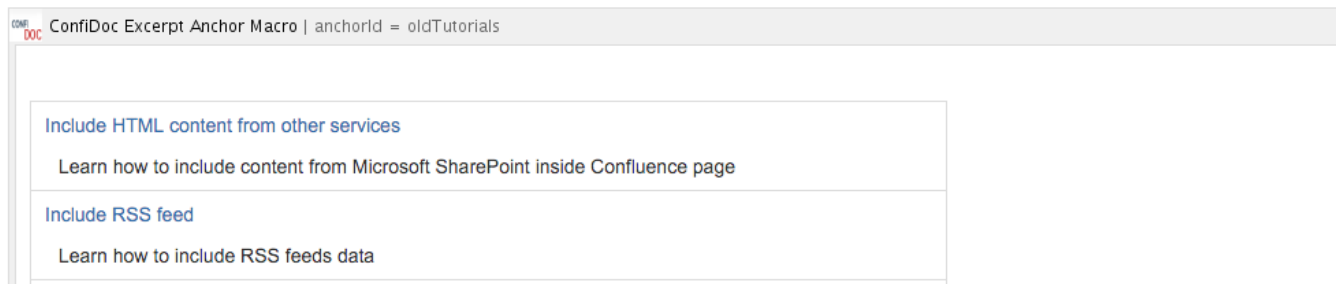 CONFI
DOC
ConfiDoc Excerpt Anchor Macro | anchorId = oldTutorials
Include HTML content from other services
Learn how to include content from Microsoft SharePoint inside Confluence page
Include RSS feed
Learn how to include RSS feeds data